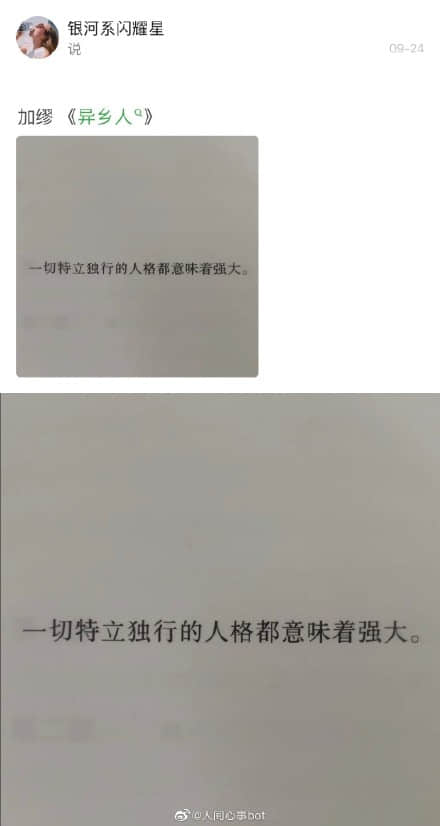 银河系闪耀星
说
09-24
加缪 《异乡人》
一切特立独行的人格都意味着强大。
一切特立独行的人格都意味着强大。
@人间心事bot